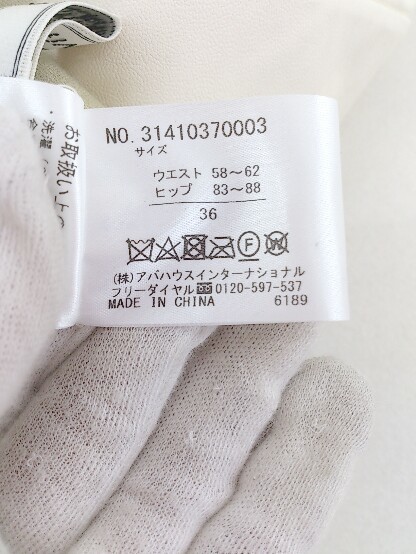 NO. 31410370003
サイズ
ウエスト 58～62
ヒップ 83～88
36
(株)アバハウスインターナショナル
フリーダイヤル☎0120-597-537
MADE IN CHINA 6189
お取扱い上の
洗濯